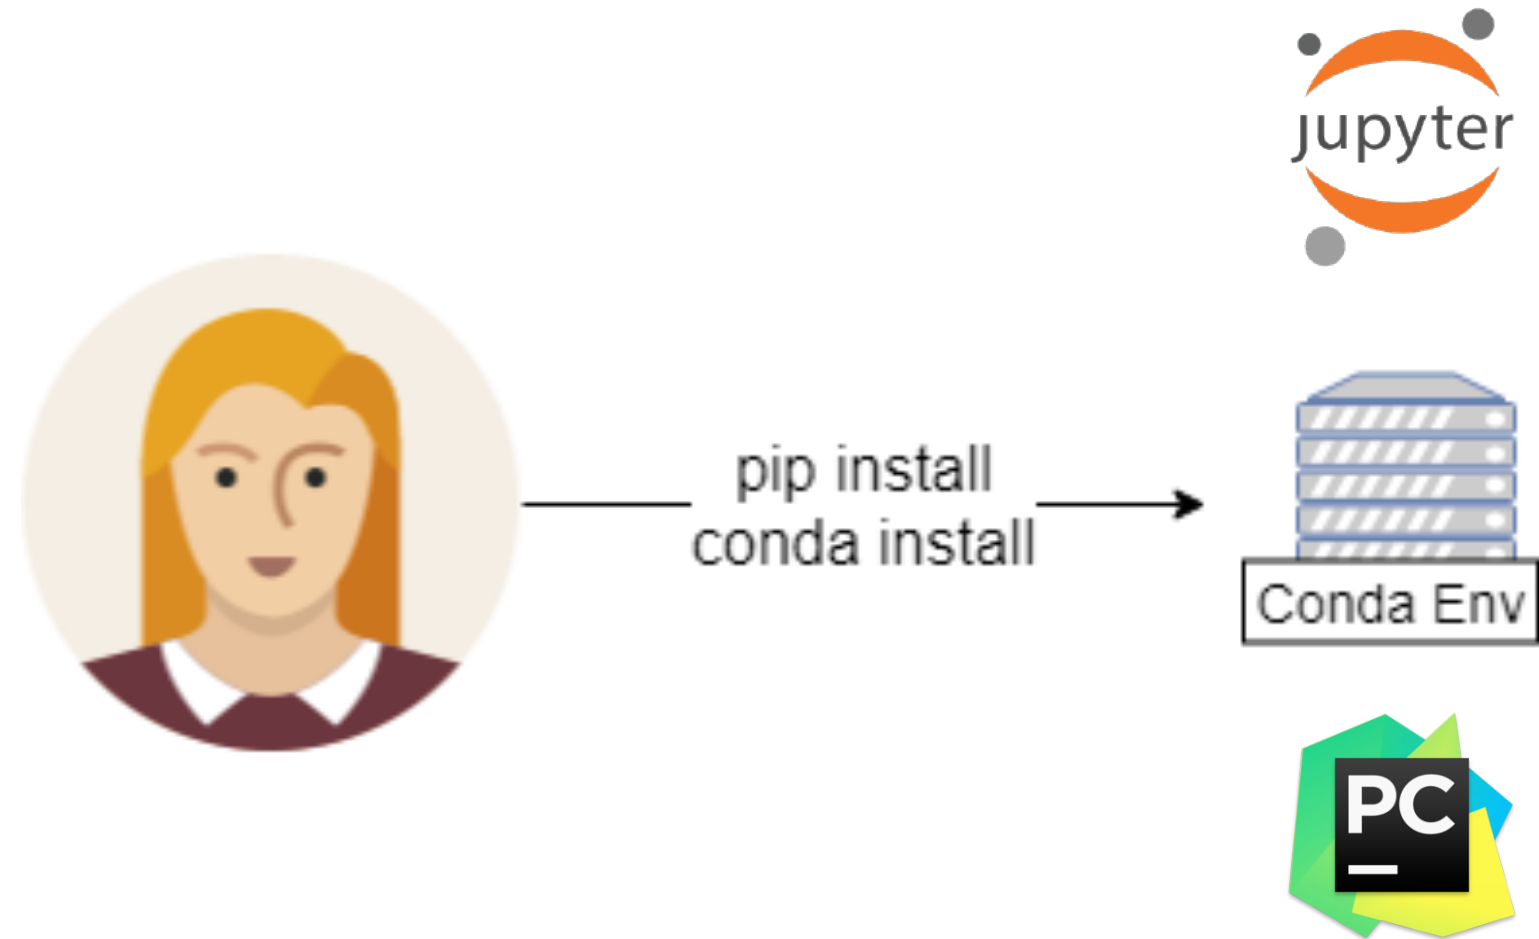 jupyter
pip install
conda install
Conda Env
PC